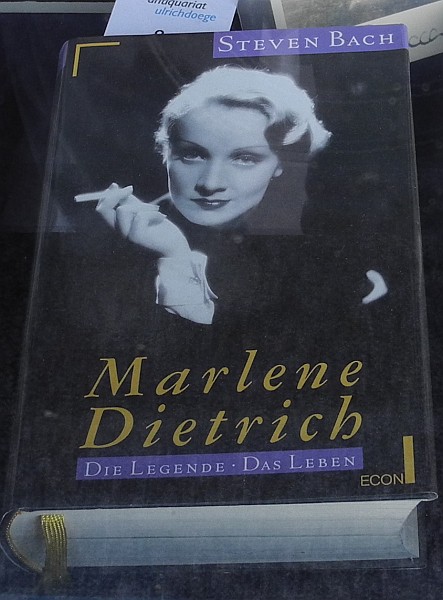 antiquariat
ulrichdoege
STEVEN BACH
Marlene
Dietrich
DIE LEGENDE · DAS LEBEN
ECON